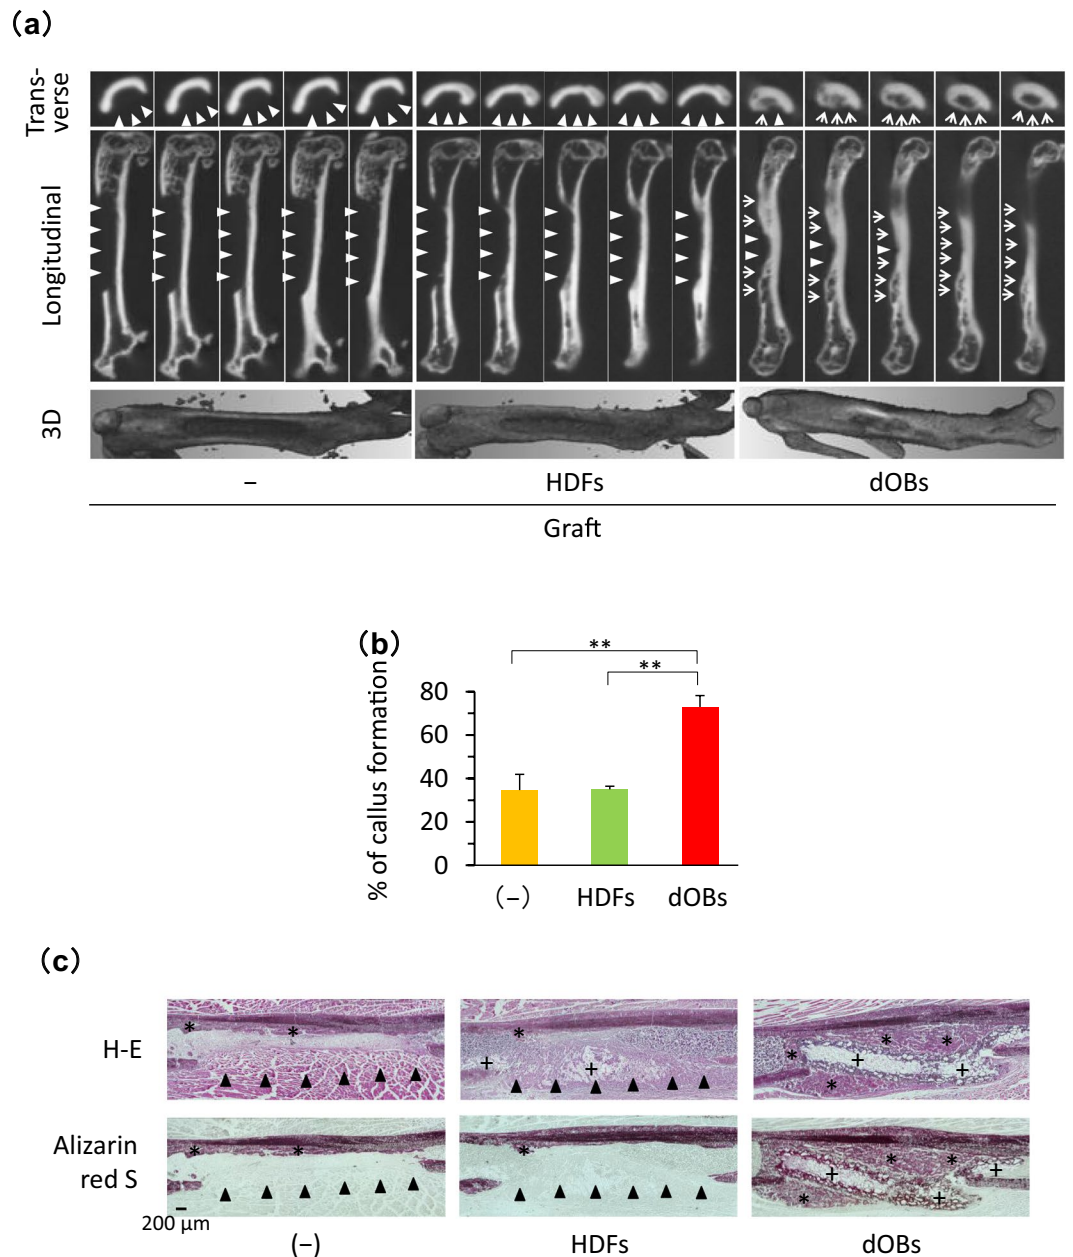 (a)
Trans-
verse
Longitudinal
3D
– HDFs dOBs
Graft
(b)
** 
**
% of callus formation
80
60
40
20
0
(–) HDFs dOBs
(c)
H-E
* * * + + * * * * + +
Alizarin
red S
* * * * * * + + +
200 µm
(–) HDFs dOBs